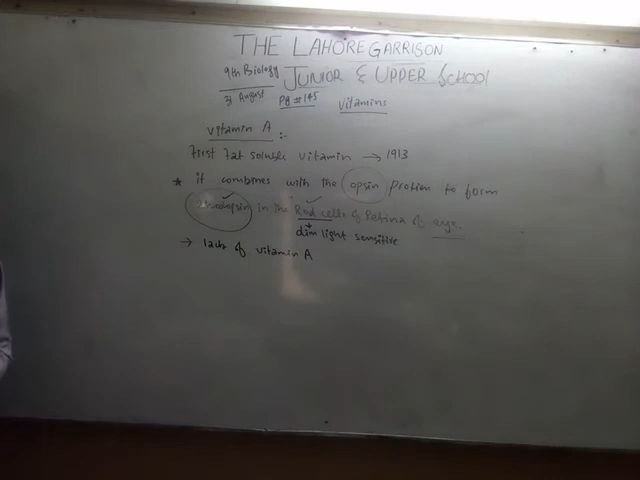 THE LAHORE GARRISON
9th Biology JUNIOR & UPPER SCHOOL
31 August Pg # 145 Vitamins
Vitamin A :-
First Fat soluble vitamin → 1913
* it combines with the opsin protien to form
in the Rod cells of Retina of eye.
dim light sensitive
→ lack of vitamin A